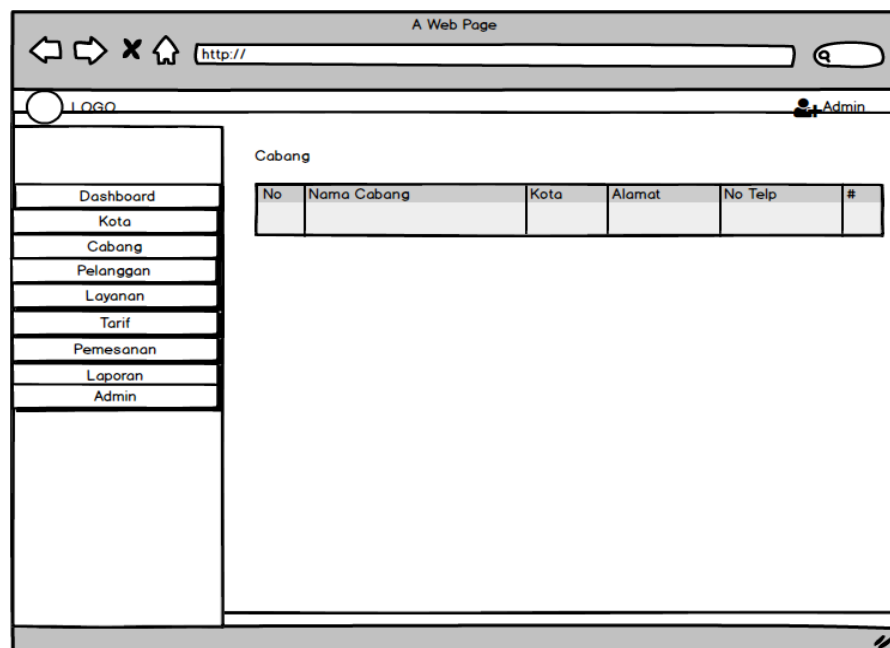 A Web Page
http://
LOGO
Admin
Cabang
No Nama Cabang Kota Alamat No Telp #
Dashboard
Kota
Cabang
Pelanggan
Layanan
Tarif
Pemesanan
Laporan
Admin